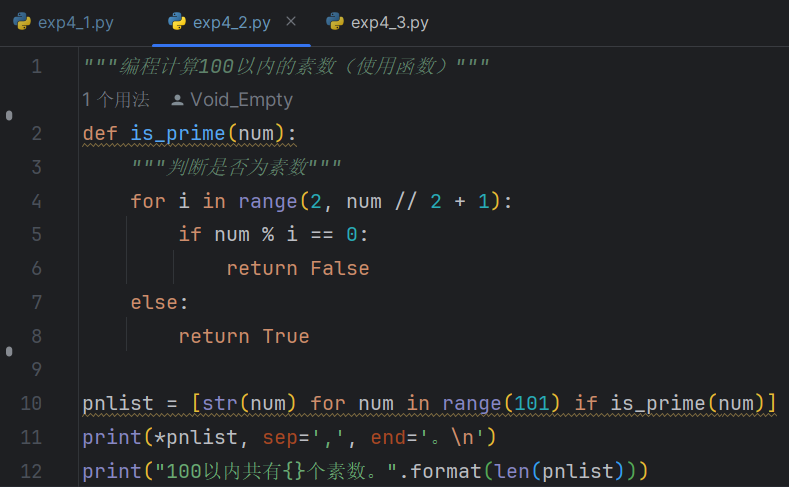 exp4_1.py exp4_2.py × exp4_3.py
1 """编程计算100以内的素数（使用函数）"""
1 个用法 Void_Empty
2 def is_prime(num):
3 """判断是否为素数"""
4 for i in range(2, num // 2 + 1):
5 if num % i == 0:
6 return False
7 else:
8 return True
9
10 pnlist = [str(num) for num in range(101) if is_prime(num)]
11 print(*pnlist, sep=',', end='。\n')
12 print("100以内共有{}个素数。".format(len(pnlist)))